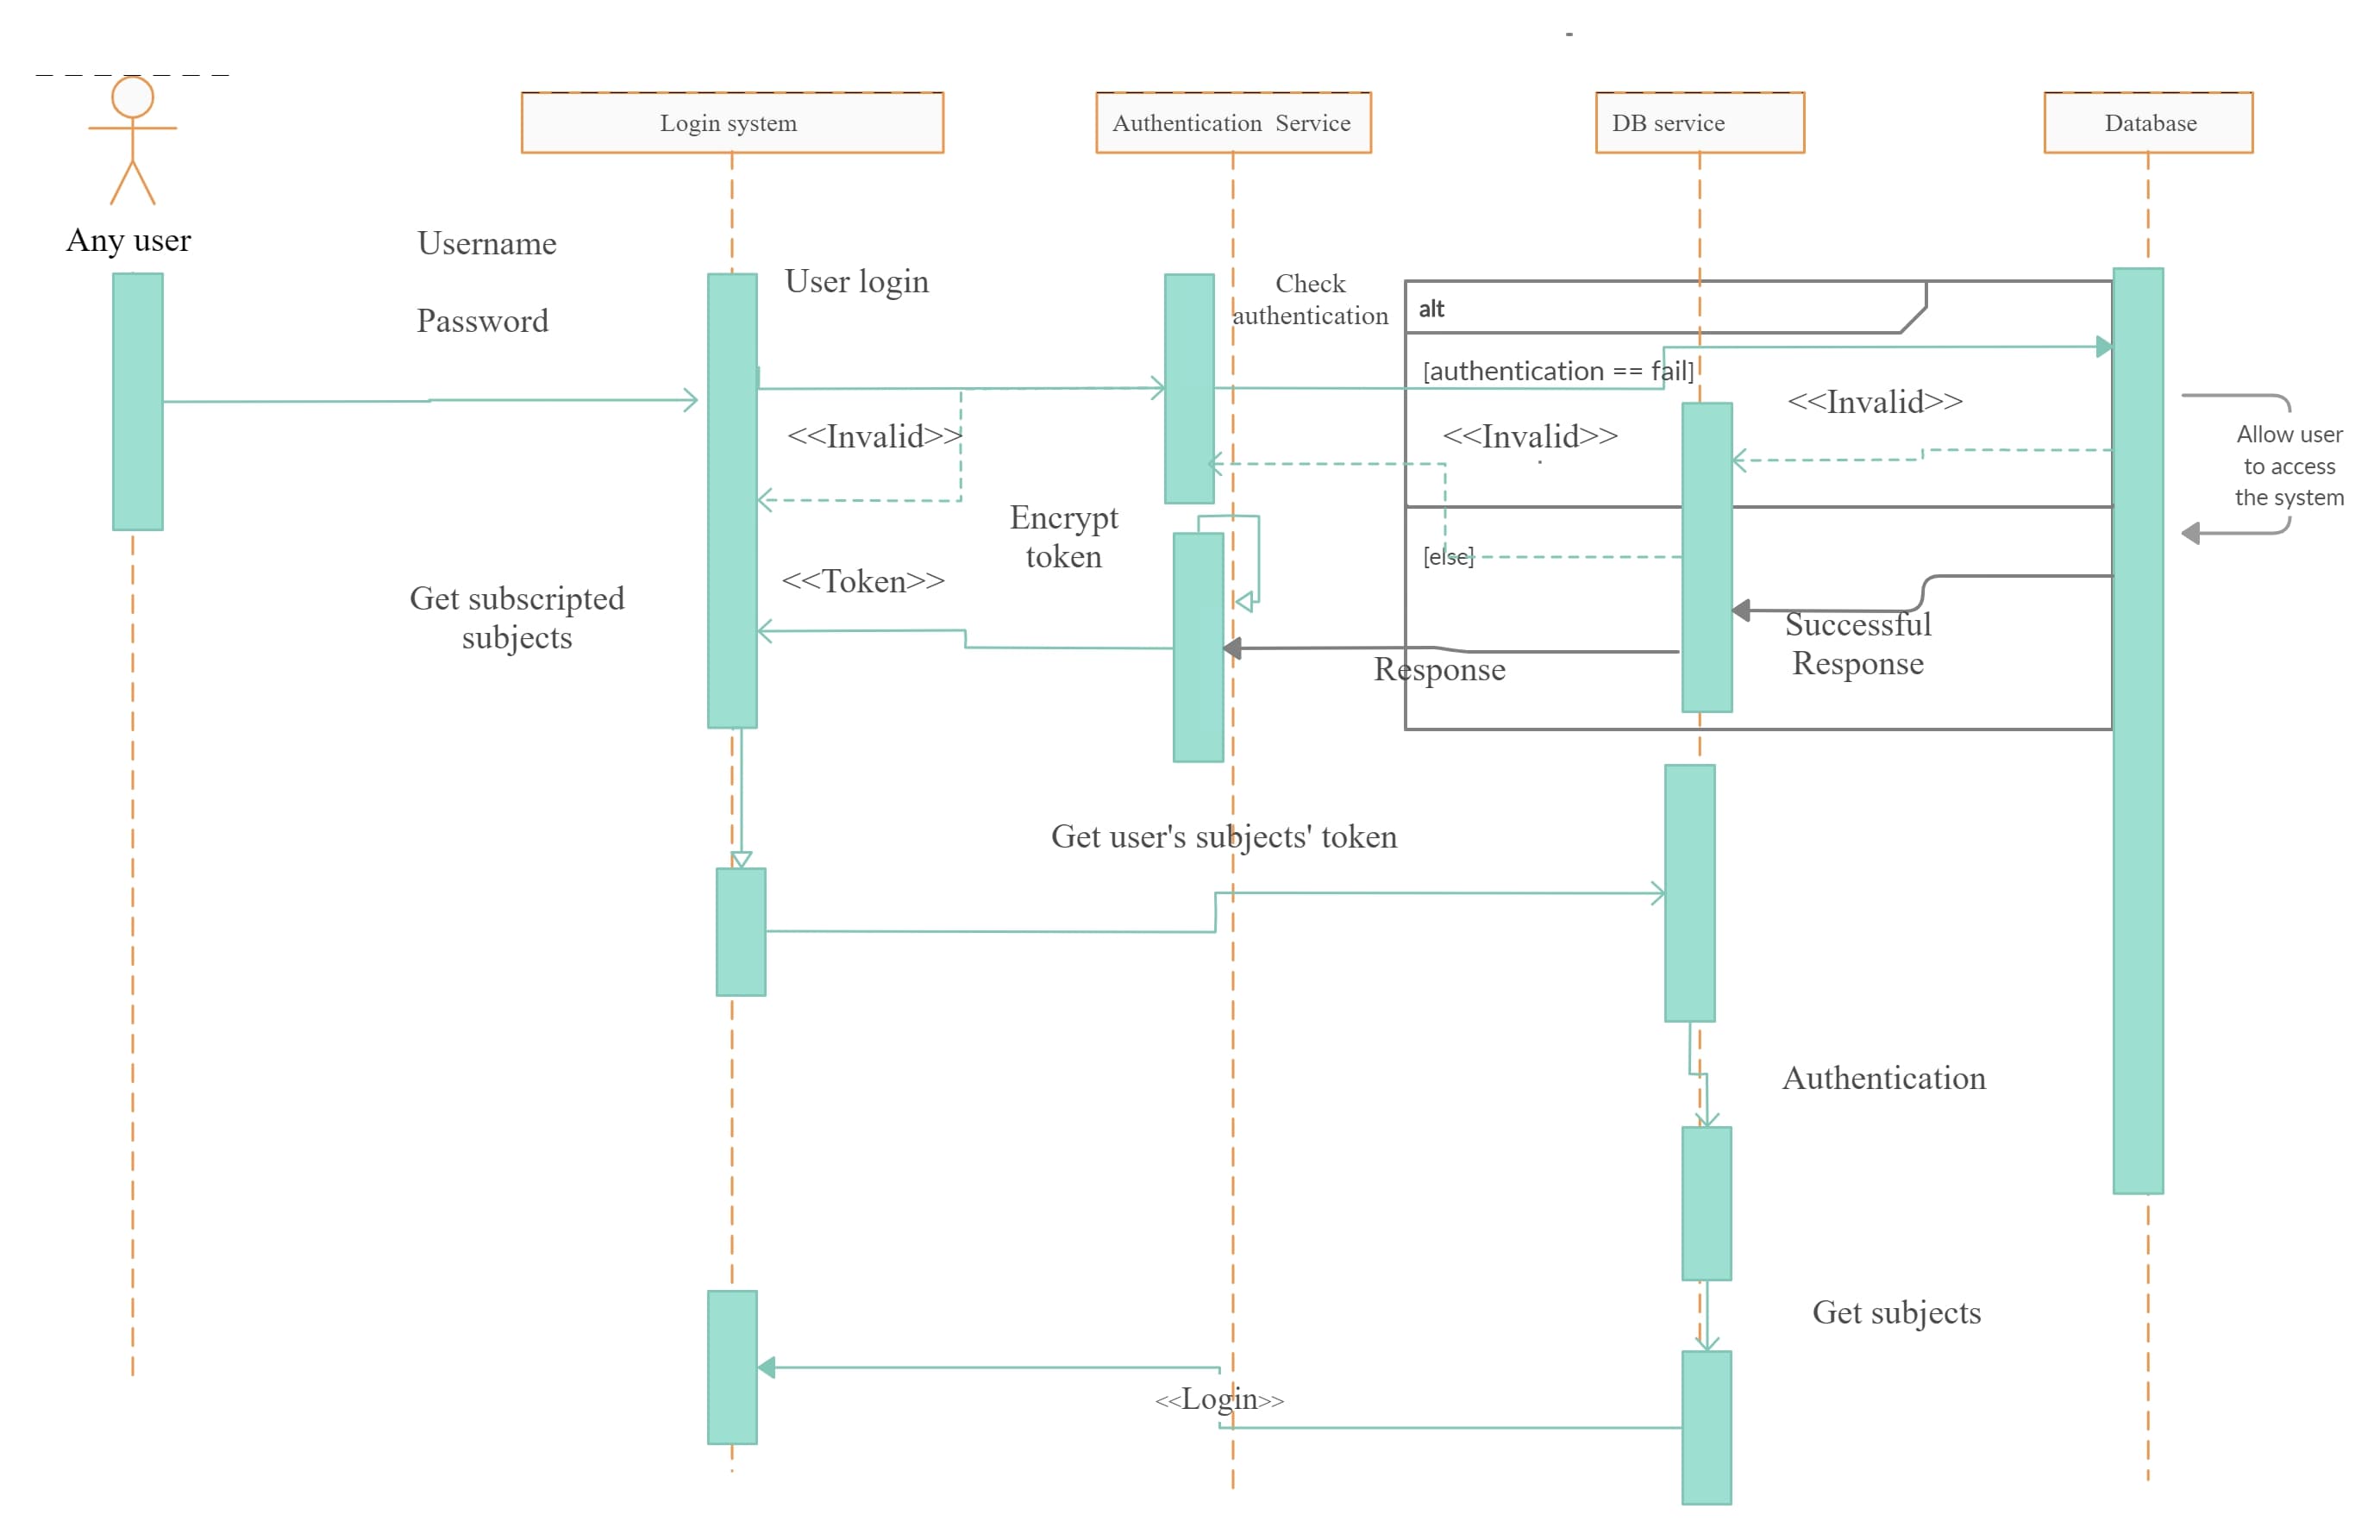 Login system
Authentication  Service
DB service
Database
Any user
Username
Password
User login
Check
authentication
alt
[authentication == fail]
<<Invalid>>
<<Invalid>>
<<Invalid>>
Allow user
to access
the system
Encrypt
token
[else]
<<Token>>
Get subscripted
subjects
Successful
Response
Response
Get user's subjects' token
Authentication
Get subjects
<<Login>>